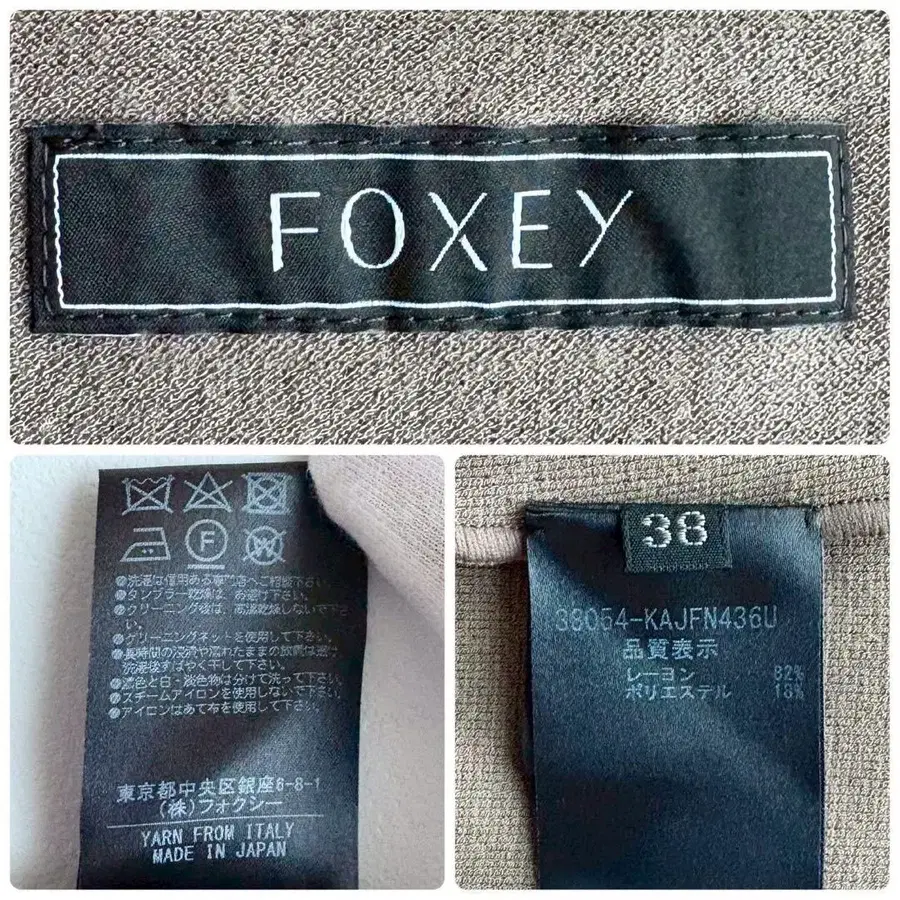 FOXEY
F
W
●洗濯は信用ある専門店へご相談下さい。
●タンブラー乾燥は、お避け下さい。
●クリーニング後は、高温乾燥しないで下さい。
●クリーニングネットを使用して下さい。
●長時間の浸漬や濡れたままの放置は避け
洗濯後すばやく干して下さい。
●濃色と白・淡色物は分けて洗って下さい。
●スチームアイロンを使用して下さい。
●アイロンはあて布を使用して下さい。
東京都中央区銀座6-8-1
(株)フォクシー
YARN FROM ITALY
MADE IN JAPAN
38
38054-KAJFN436U
品質表示
レーヨン 82%
ポリエステル 18%